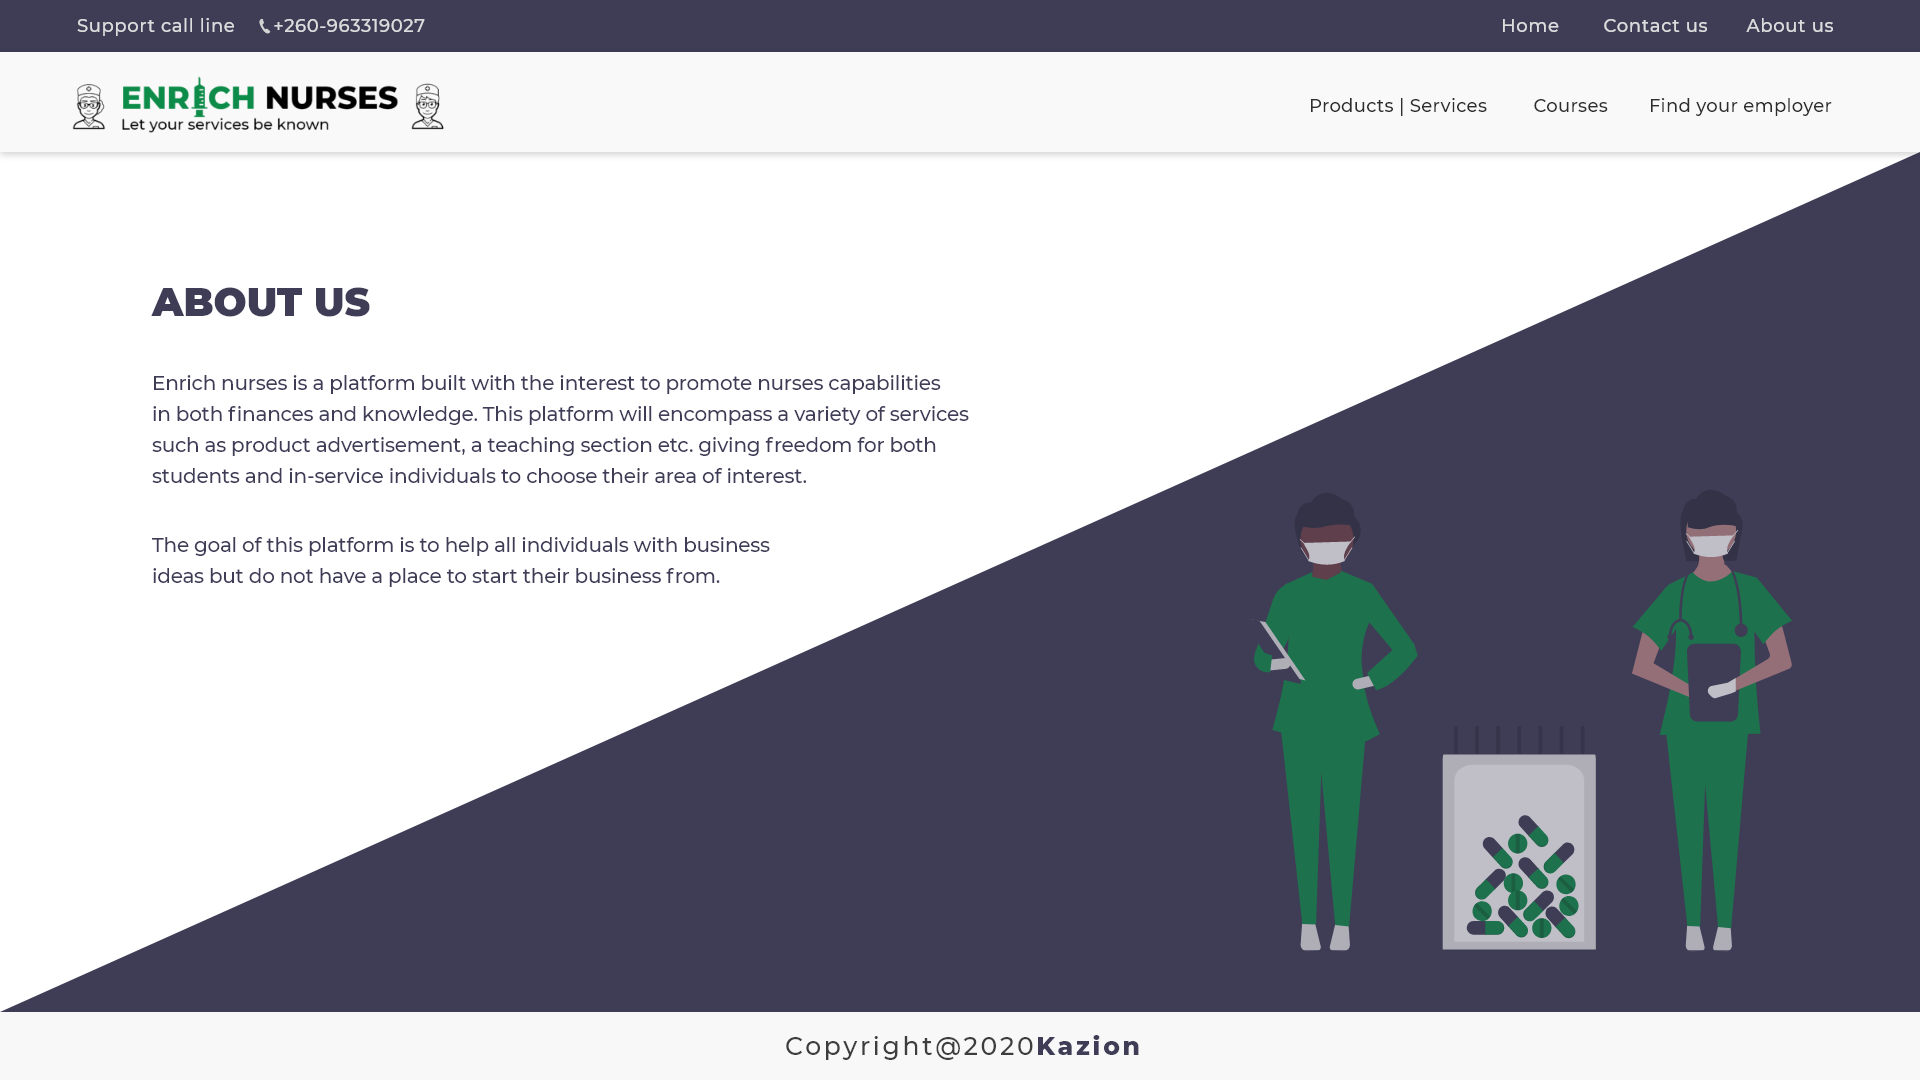 Support call line +260-963319027 Home Contact us About us
ENRICH NURSES
Let your services be known
Products | Services Courses Find your employer
ABOUT US
Enrich nurses is a platform built with the interest to promote nurses capabilities
in both finances and knowledge. This platform will encompass a variety of services
such as product advertisement, a teaching section etc. giving freedom for both
students and in-service individuals to choose their area of interest.
The goal of this platform is to help all individuals with business
ideas but do not have a place to start their business from.
Copyright@2020Kazion